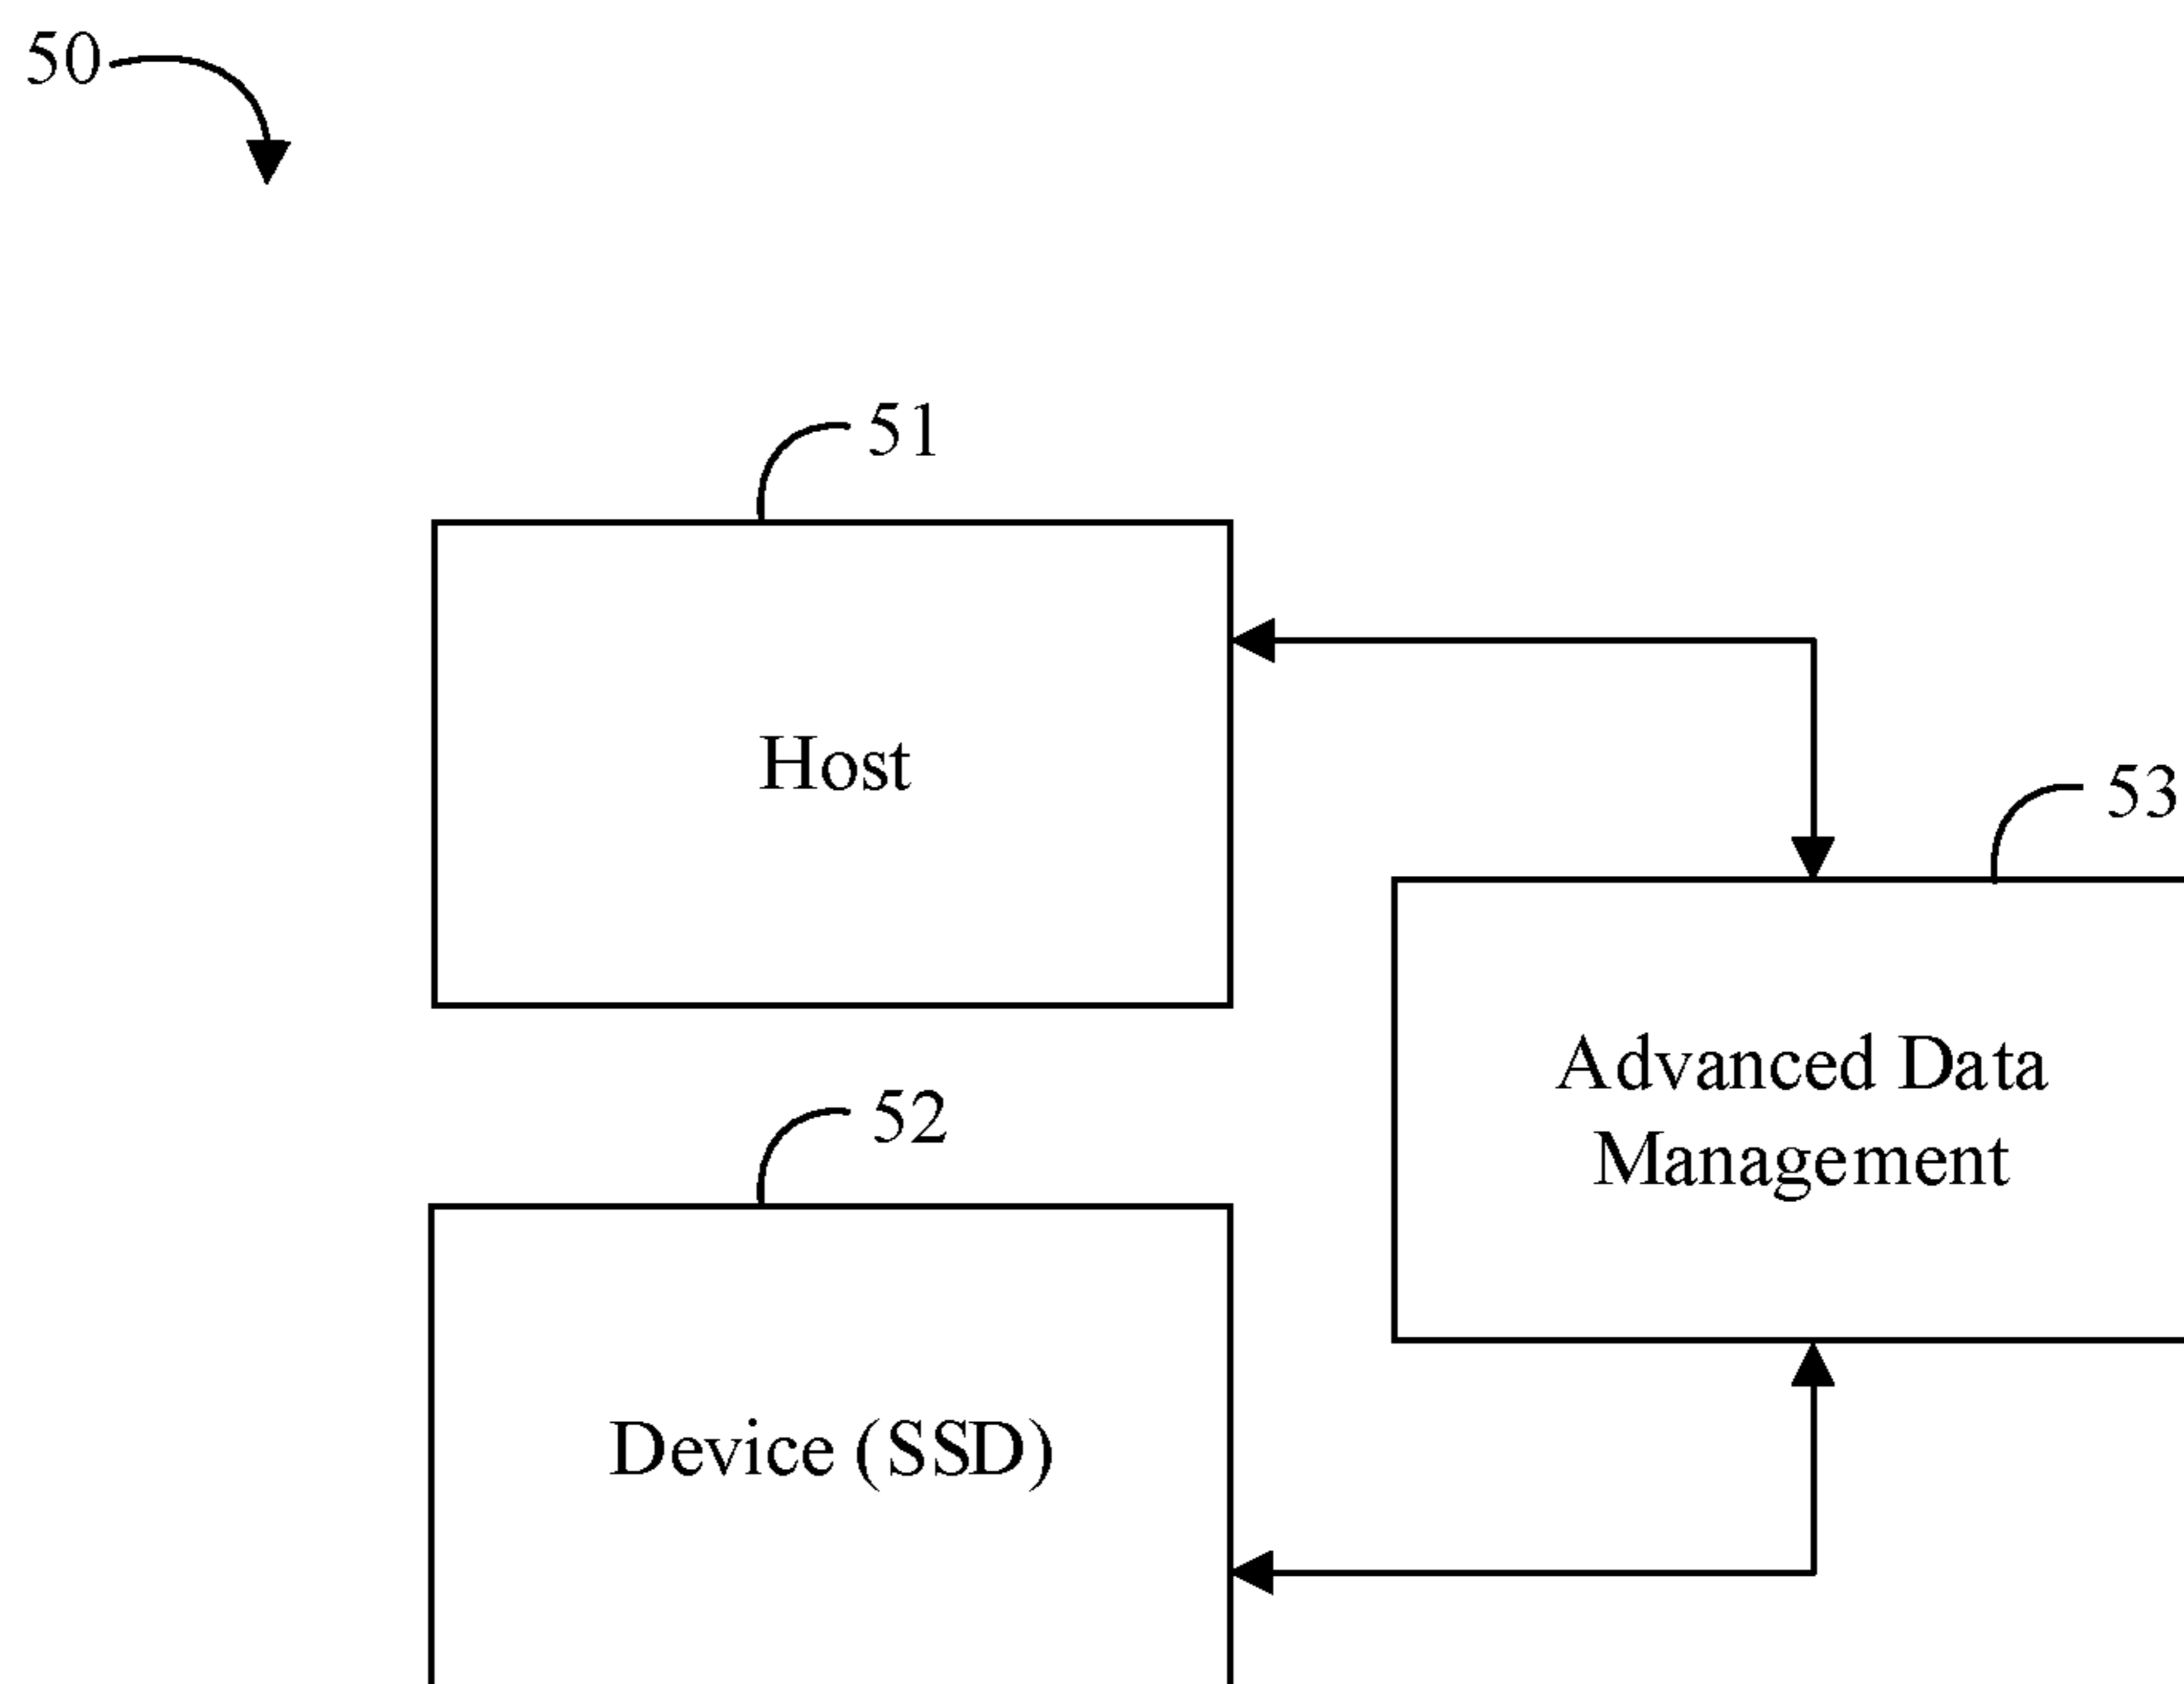 50
51
Host
53
Advanced Data
Management
52
Device (SSD)